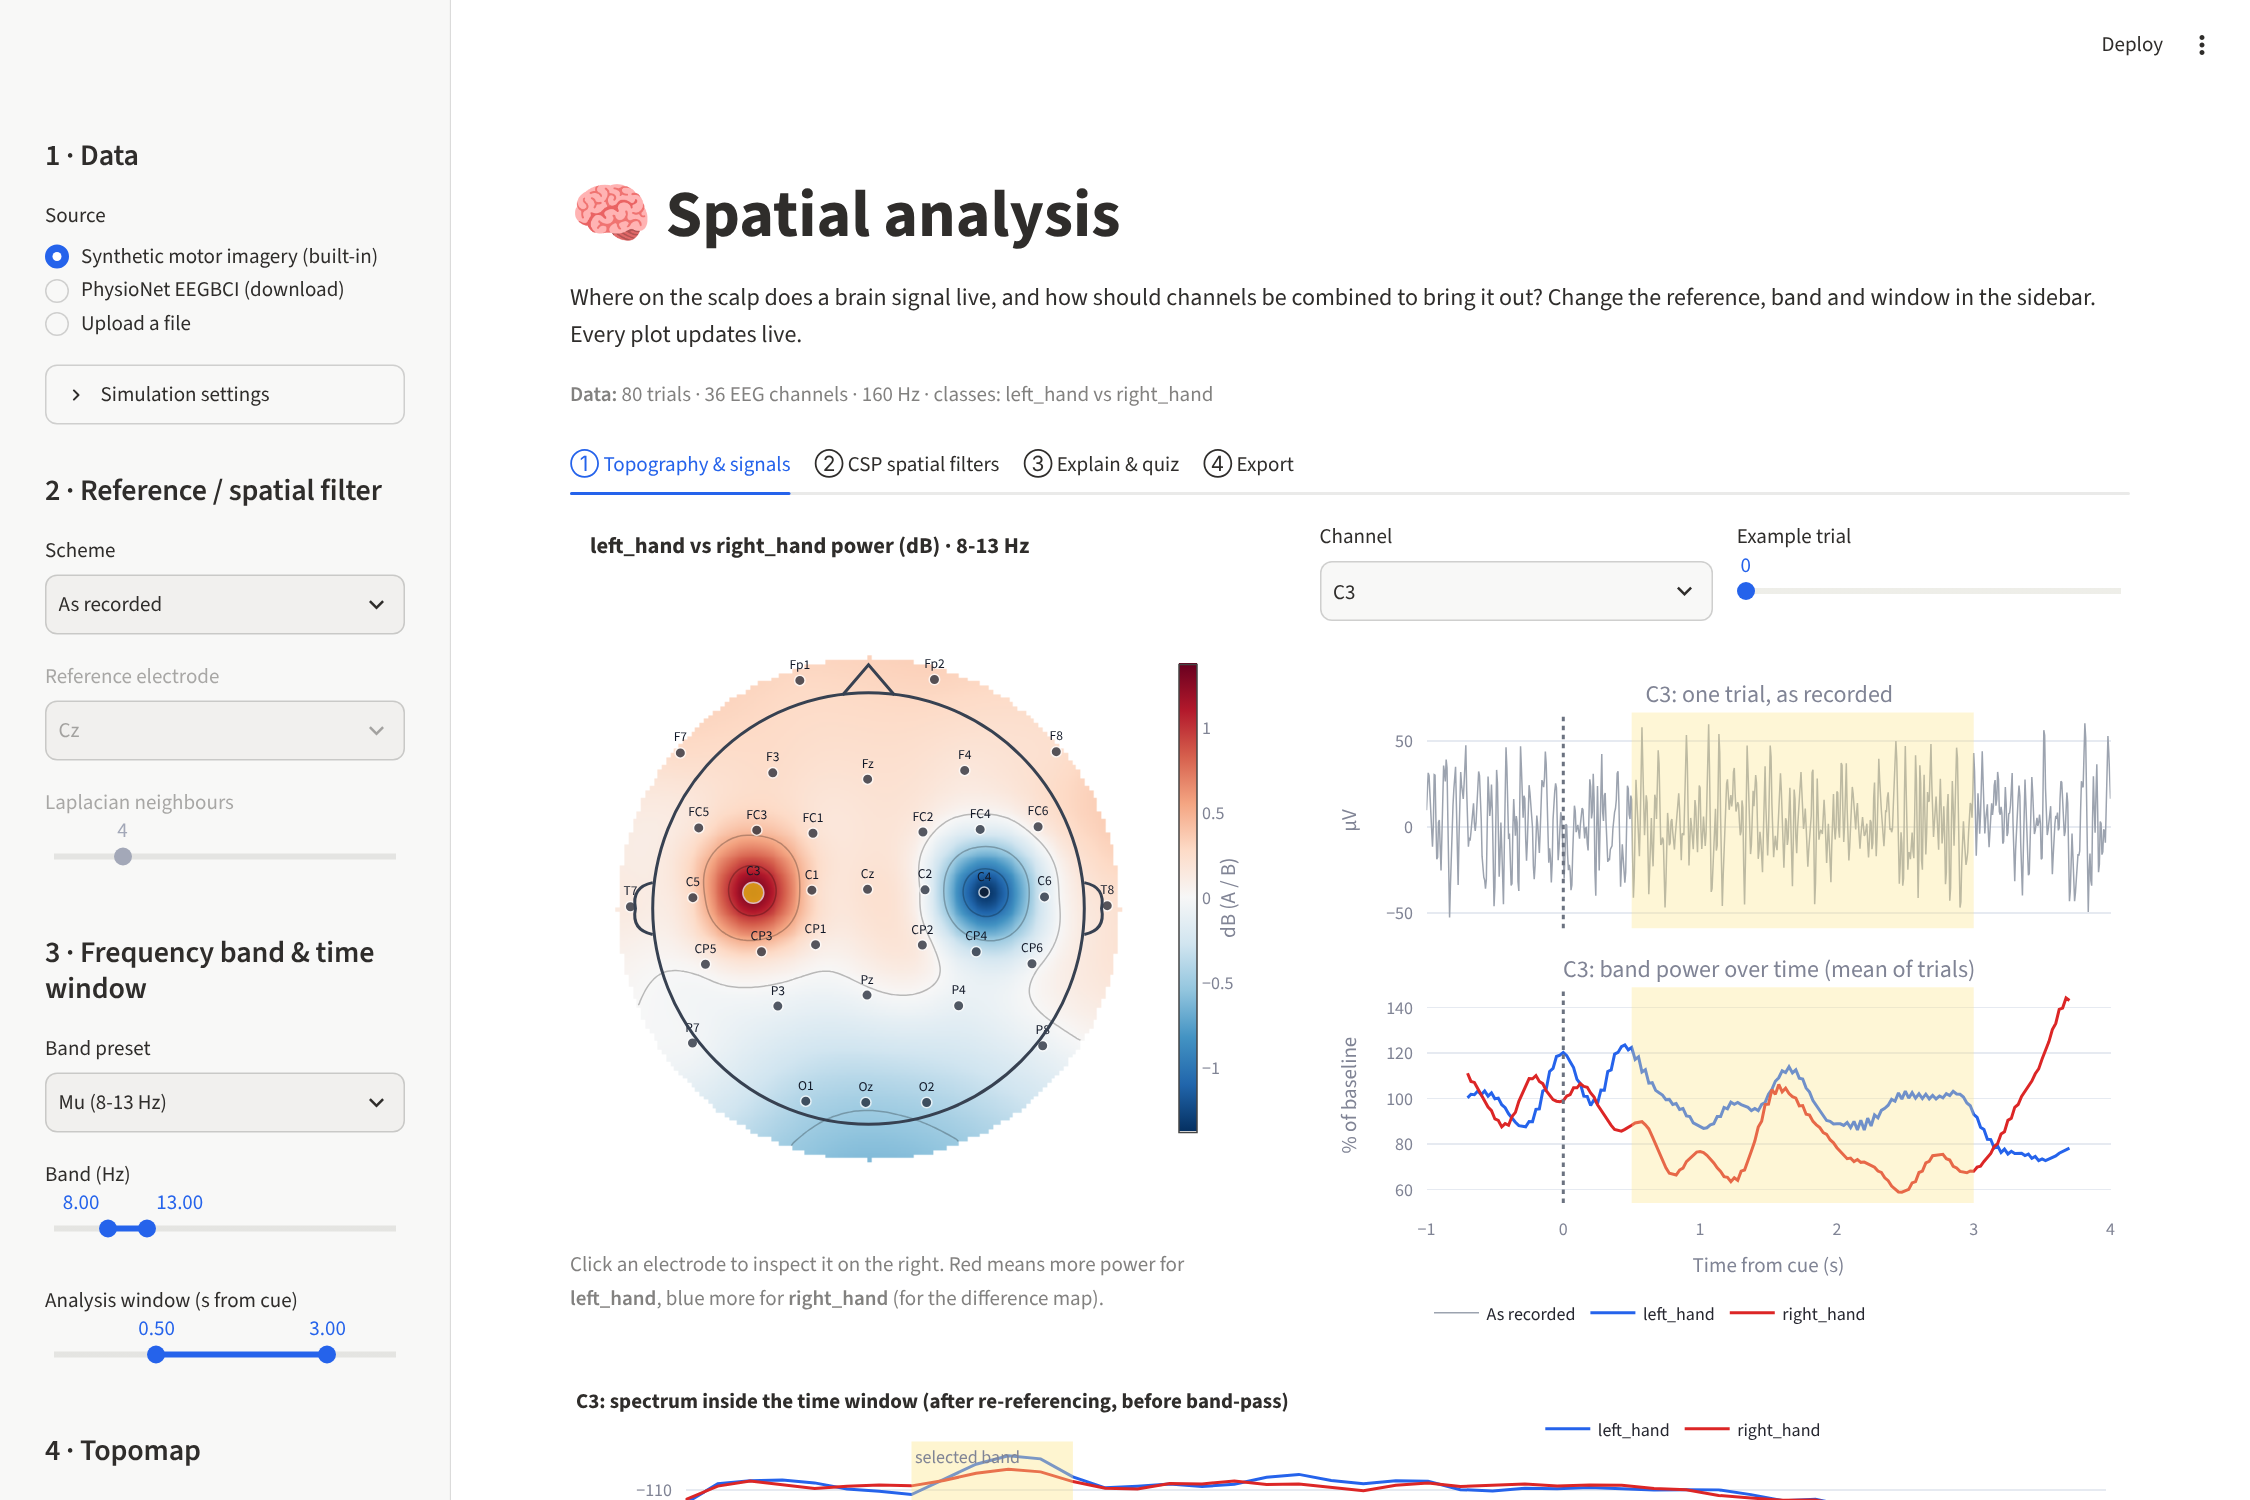 Deploy
1 · Data
Source
Synthetic motor imagery (built-in)
PhysioNet EEGBCI (download)
Upload a file
Simulation settings
2 · Reference / spatial filter
Scheme
As recorded
Reference electrode
Cz
Laplacian neighbours
4
3 · Frequency band & time
window
Band preset
Mu (8-13 Hz)
Band (Hz)
8.00 13.00
Analysis window (s from cue)
0.50 3.00
4 · Topomap
Spatial analysis
Where on the scalp does a brain signal live, and how should channels be combined to bring it out? Change the reference, band and window in the sidebar.
Every plot updates live.
Data: 80 trials · 36 EEG channels · 160 Hz · classes: left_hand vs right_hand
① Topography & signals ② CSP spatial filters ③ Explain & quiz ④ Export
left_hand vs right_hand power (dB) · 8-13 Hz
Fp1 Fp2
F7 F3 Fz F4 F8
FC5 FC3 FC1 FC2 FC4 FC6
T7 C5 C3 C1 Cz C2 C4 C6 T8
CP5 CP3 CP1 CP2 CP4 CP6
P7 P3 Pz P4 P8
O1 Oz O2
1
0.5
0
−0.5
−1
dB (A / B)
Click an electrode to inspect it on the right. Red means more power for
left_hand, blue more for right_hand (for the difference map).
Channel
C3
Example trial
0
C3: one trial, as recorded
50
0
−50
µV
C3: band power over time (mean of trials)
140
120
100
80
60
% of baseline
−1 0 1 2 3 4
Time from cue (s)
As recorded left_hand right_hand
C3: spectrum inside the time window (after re-referencing, before band-pass)
left_hand right_hand
selected band
−110